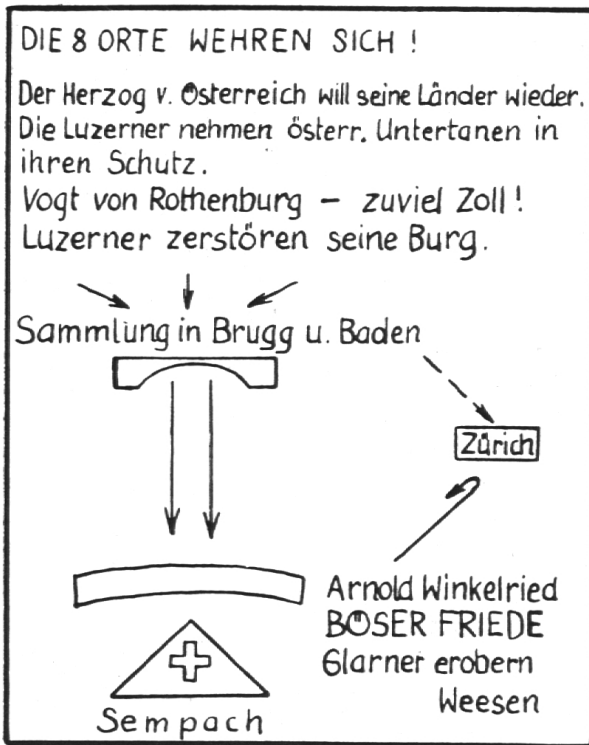 DIE 8 ORTE WEHREN SICH !
Der Herzog v. Österreich will seine Länder wieder.
Die Luzerner nehmen österr. Untertanen in
ihren Schutz.
Vogt von Rothenburg – zuviel Zoll !
Luzerner zerstören seine Burg.
Sammlung in Brugg u. Baden
Zürich
Arnold Winkelried
BÖSER FRIEDE
Glarner erobern
Weesen
Sempach